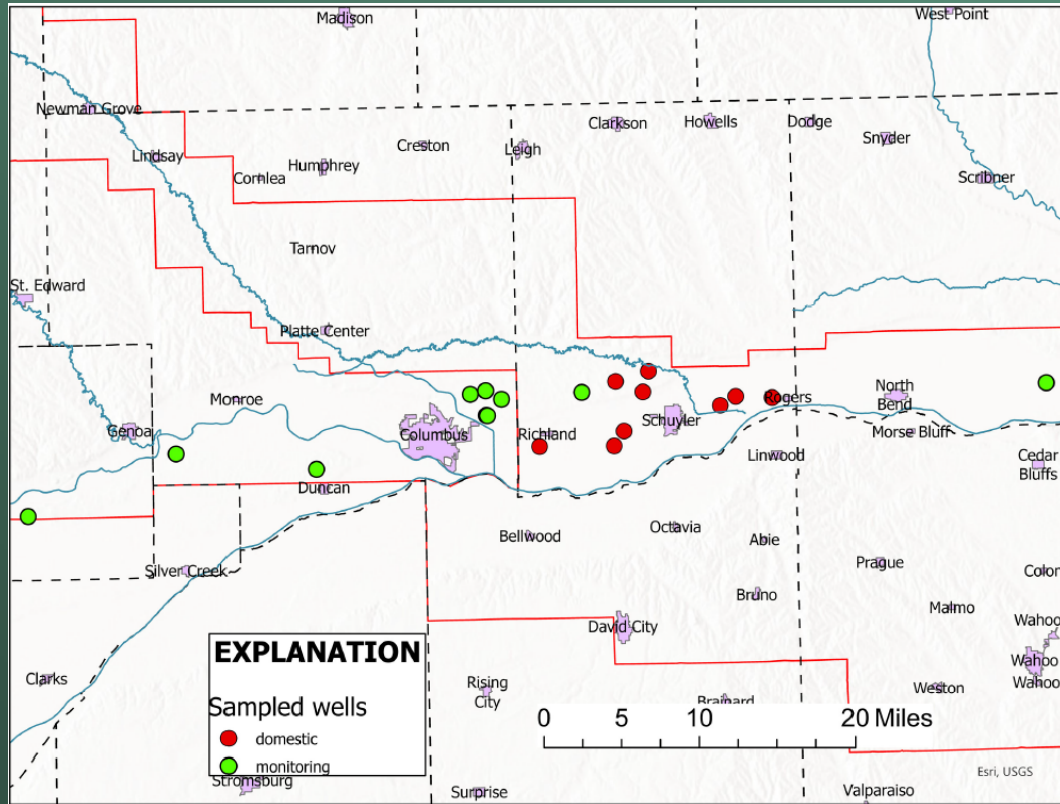 Madison
West Point
Newman Grove
Clarkson
Howells
Dodge
Snyder
Lindsay
Creston
Leigh
Cornlea
Humphrey
Scribner
Tarnov
St. Edward
Platte Center
Monroe
Rogers
North
Bend
Genoa
Columbus
Richland
Schuyler
Morse Bluff
Linwood
Cedar
Bluffs
Duncan
Bellwood
Octavia
Abie
Silver Creek
Prague
Colon
Bruno
Malmo
David City
Wahoo
Wahoo
Wahoo
Clarks
Rising
City
Weston
Brainard
EXPLANATION
Sampled wells
domestic
monitoring
0 5 10 20 Miles
Esri, USGS
Stromsburg
Surprise
Valparaiso